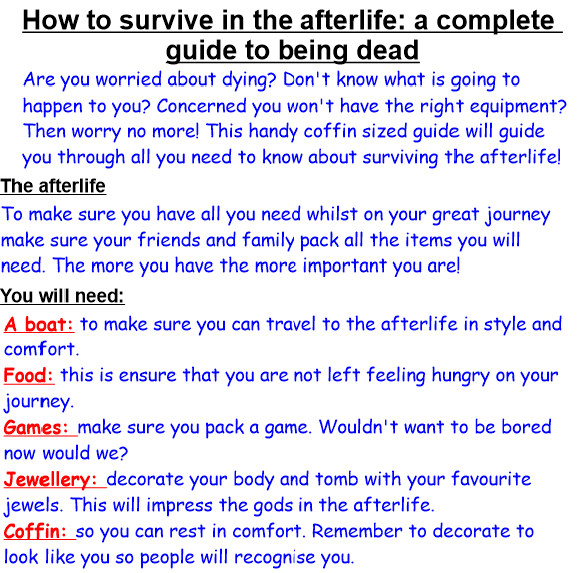 How to survive in the afterlife: a complete
guide to being dead
Are you worried about dying? Don't know what is going to
happen to you? Concerned you won't have the right equipment?
Then worry no more! This handy coffin sized guide will guide
you through all you need to know about surviving the afterlife!
The afterlife
To make sure you have all you need whilst on your great journey
make sure your friends and family pack all the items you will
need. The more you have the more important you are!
You will need:
A boat: to make sure you can travel to the afterlife in style and
comfort.
Food: this is ensure that you are not left feeling hungry on your
journey.
Games: make sure you pack a game. Wouldn't want to be bored
now would we?
Jewellery: decorate your body and tomb with your favourite
jewels. This will impress the gods in the afterlife.
Coffin: so you can rest in comfort. Remember to decorate to
look like you so people will recognise you.